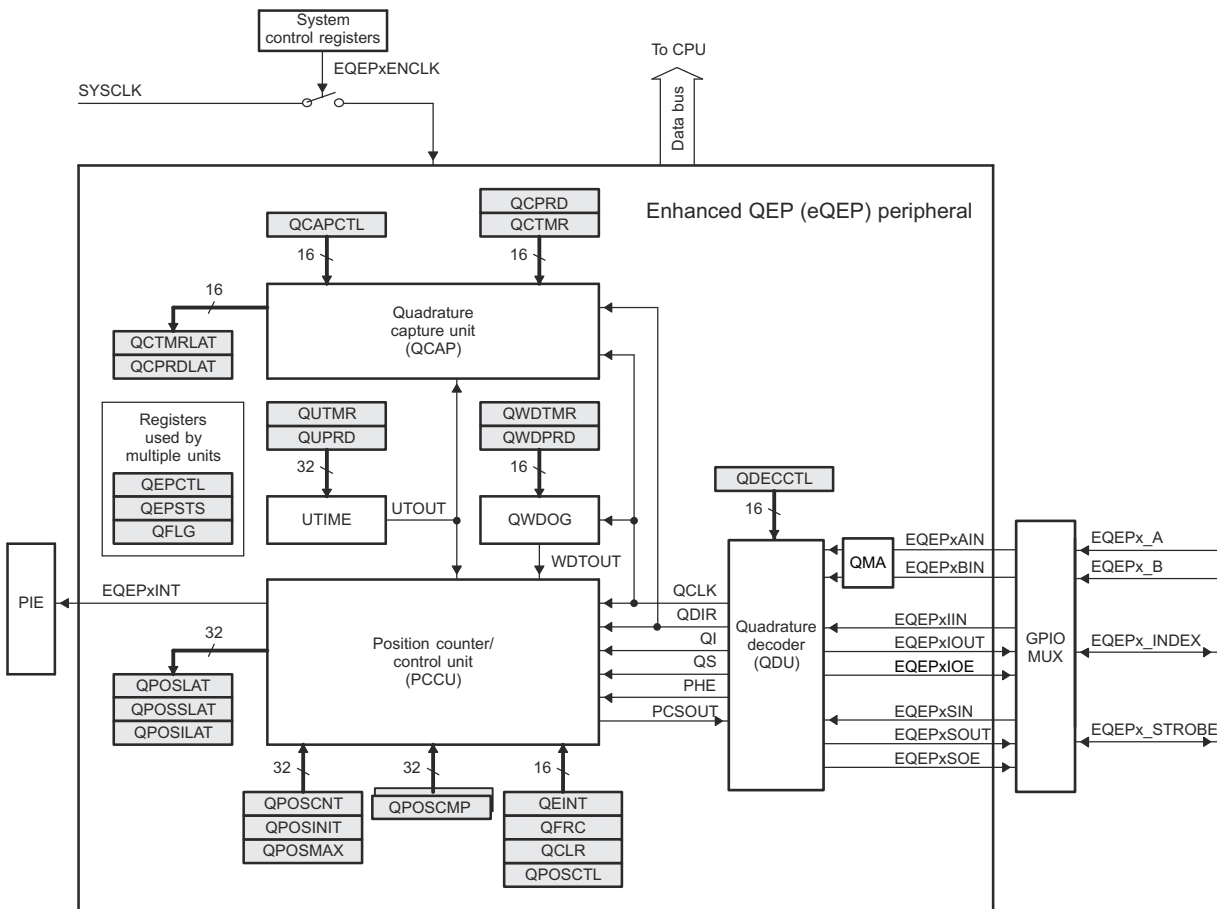 System
control registers
To CPU
EQEPxENCLK
SYSCLK
Data bus
Enhanced QEP (eQEP) peripheral
QCPRD
QCAPCTL
QCTMR
16
16
16
Quadrature
capture unit
(QCAP)
QCTMRLAT
QCPRDLAT
Registers
used by
multiple units
QEPCTL
QEPSTS
QFLG
QUTMR
QUPRD
32
QWDTMR
QWDPRD
16
UTIME
UTOUT
QWDOG
WDTOUT
QDECCTL
16
PIE
EQEPxINT
32
QPOSLAT
QPOSSLAT
QPOSILAT
Position counter/
control unit
(PCCU)
QCLK
QDIR
QI
QS
PHE
PCSOUT
Quadrature
decoder
(QDU)
QMA
EQEPxAIN
EQEPxBIN
EQEPxIIN
EQEPxIOUT
EQEPxIOE
EQEPxSIN
EQEPxSOUT
EQEPxSOE
GPIO
MUX
EQEPx_A
EQEPx_B
EQEPx_INDEX
EQEPx_STROBE
32
32
16
QPOSCNT
QPOSINIT
QPOSMAX
QPOSCMP
QEINT
QFRC
QCLR
QPOSCTL